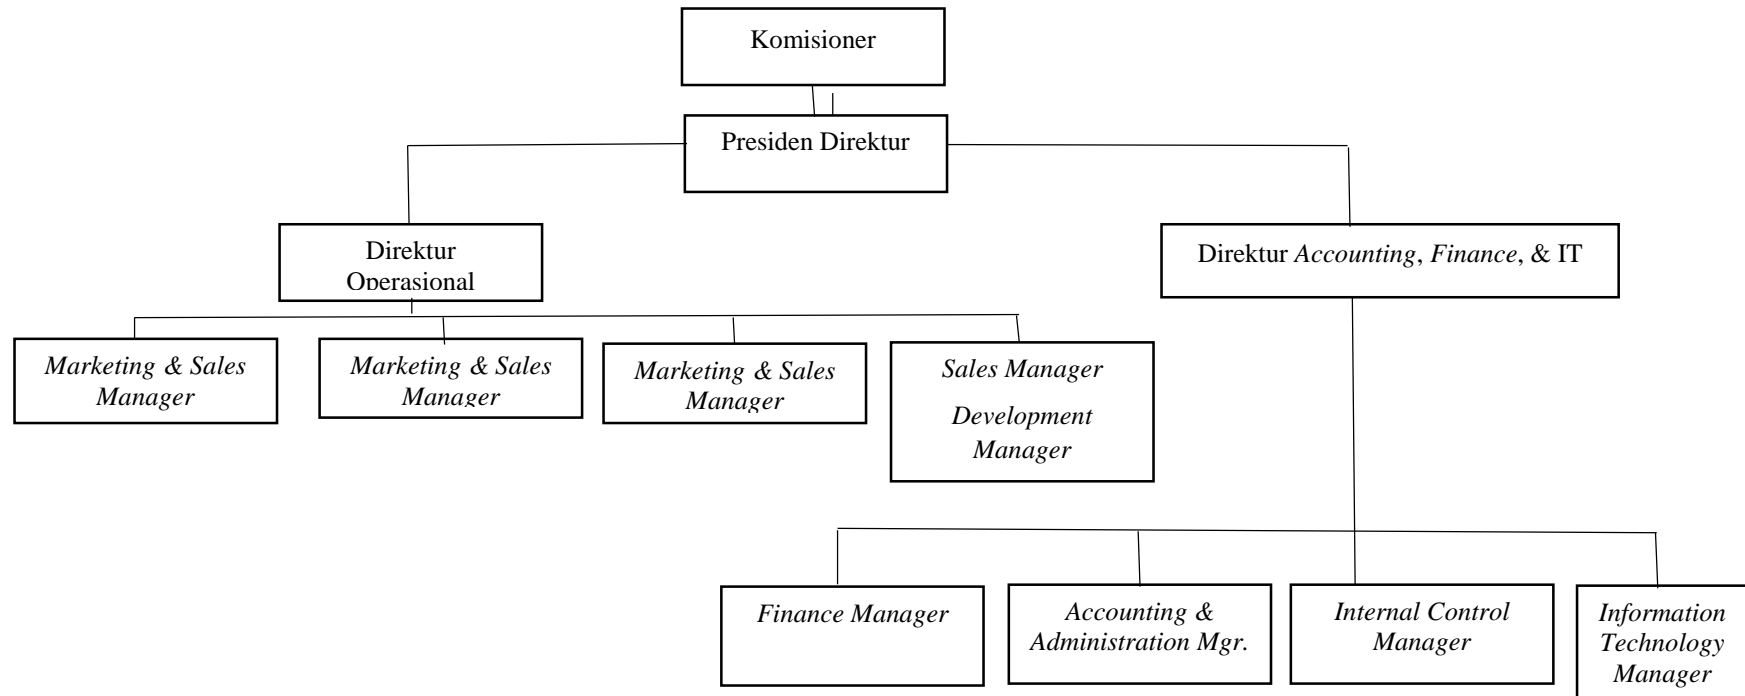 Komisioner
Presiden Direktur
Direktur
Operasional
Direktur Accounting, Finance, & IT
Marketing & Sales
Manager
Marketing & Sales
Manager
Marketing & Sales
Manager
Sales Manager
Development
Manager
Finance Manager
Accounting &
Administration Mgr.
Internal Control
Manager
Information
Technology
Manager